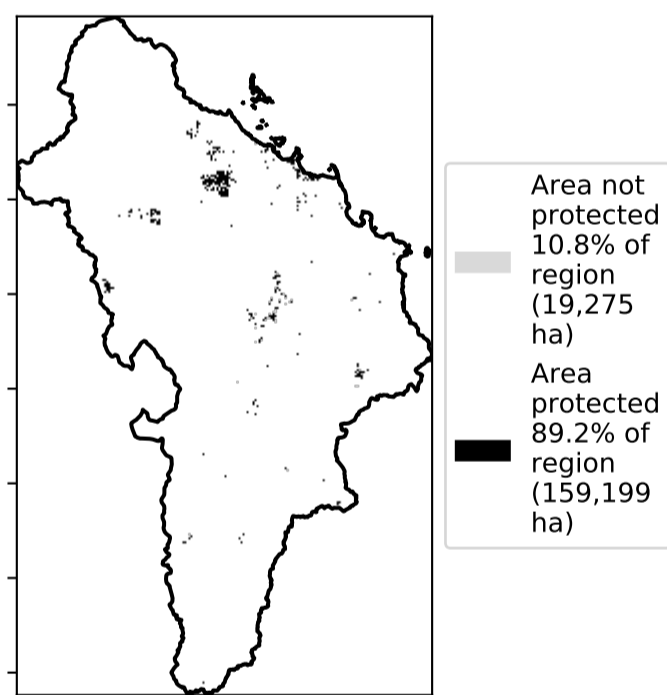 Area not
protected
10.8% of
region
(19,275
ha)
Area
protected
89.2% of
region
(159,199
ha)